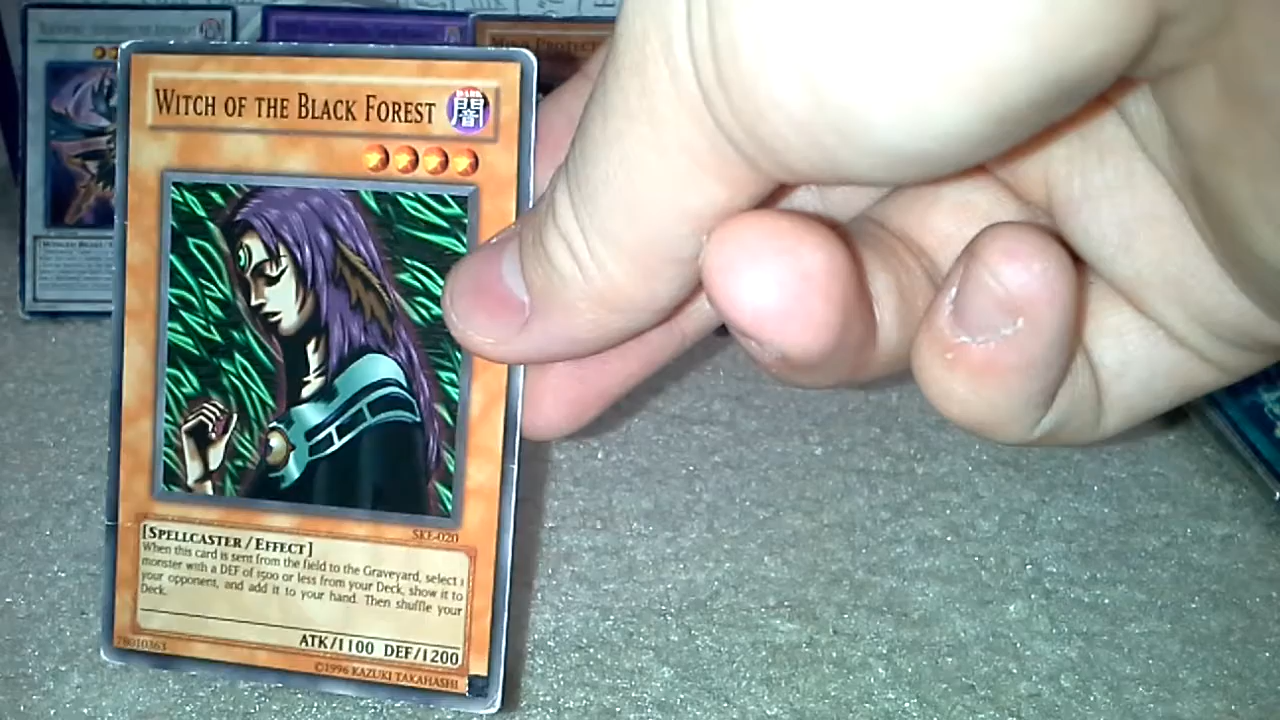 WITCH OF THE BLACK FOREST
DARK
闇
SKE-020
[SPELLCASTER/EFFECT]
When this card is sent from the field to the Graveyard, select 1
monster with a DEF of 1500 or less from your Deck, show it to
your opponent, and add it to your hand. Then shuffle your
Deck.
ATK/1100 DEF/1200
78010363
©1996 KAZUKI TAKAHASHI